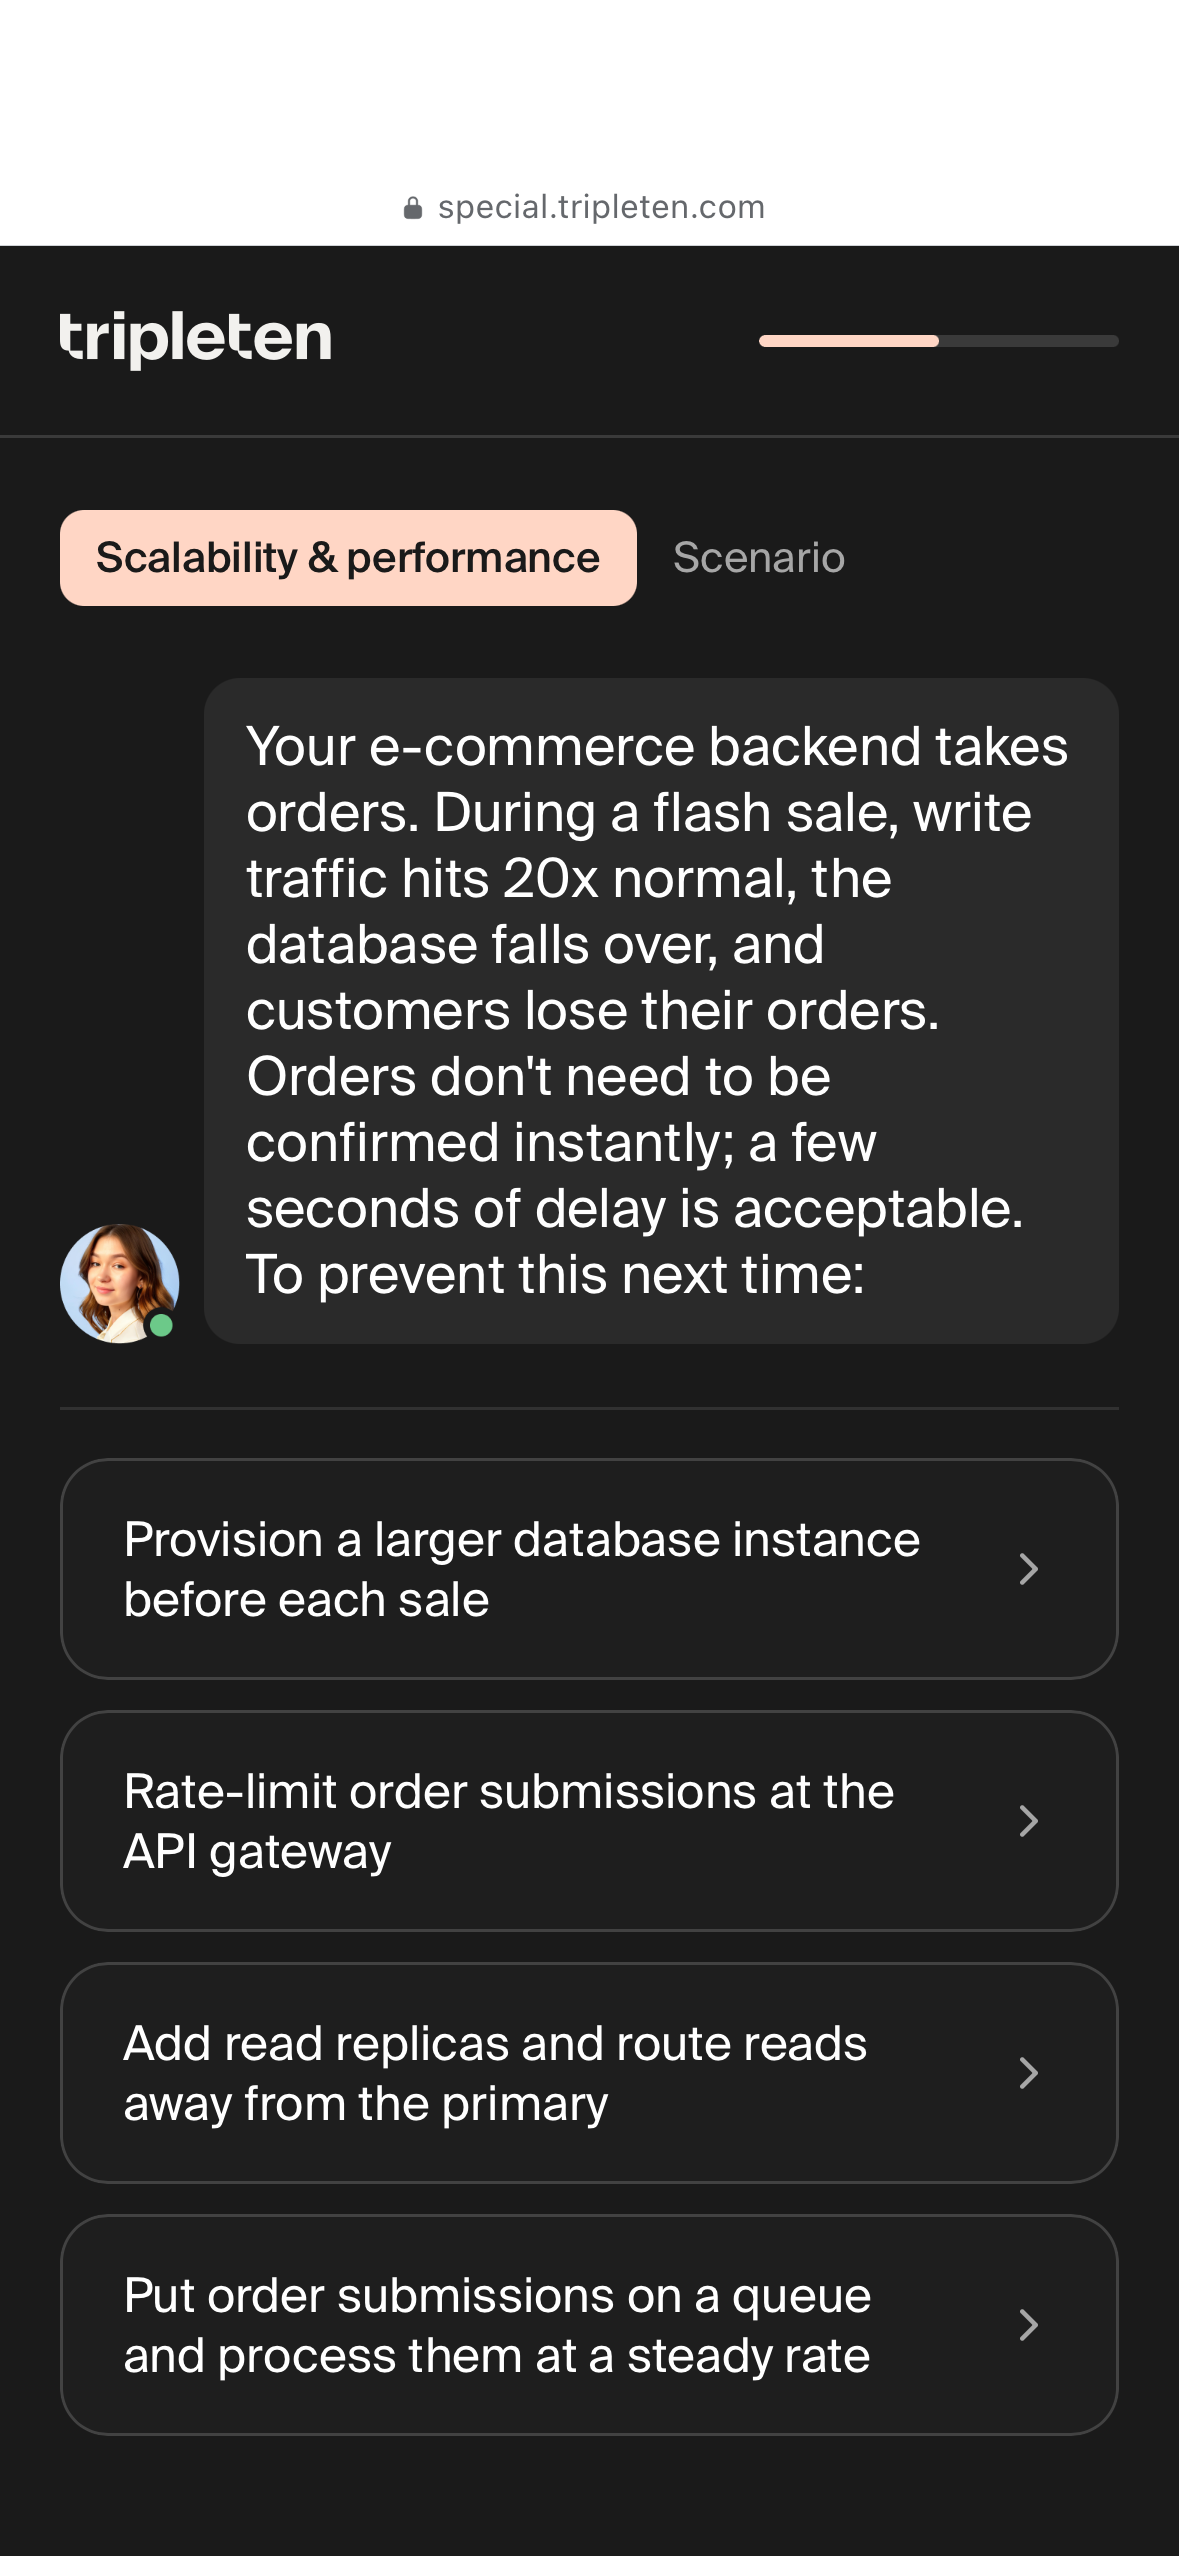 special.tripleten.com
tripleten
Scalability & performance
Scenario
Your e-commerce backend takes
orders. During a flash sale, write
traffic hits 20x normal, the
database falls over, and
customers lose their orders.
Orders don't need to be
confirmed instantly; a few
seconds of delay is acceptable.
To prevent this next time:
Provision a larger database instance
before each sale
Rate-limit order submissions at the
API gateway
Add read replicas and route reads
away from the primary
Put order submissions on a queue
and process them at a steady rate